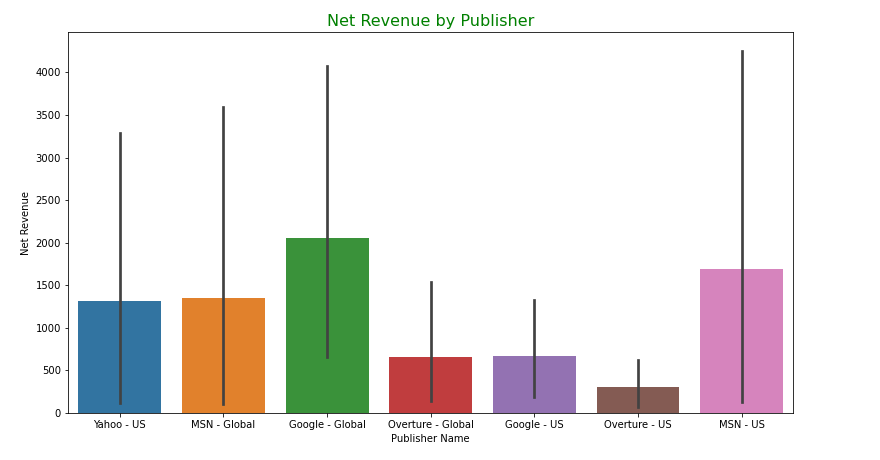 Net Revenue by Publisher
4000
3500
3000
2500
2000
1500
1000
500
0
Net Revenue
Yahoo - US MSN - Global Google - Global Overture - Global Google - US Overture - US MSN - US
Publisher Name